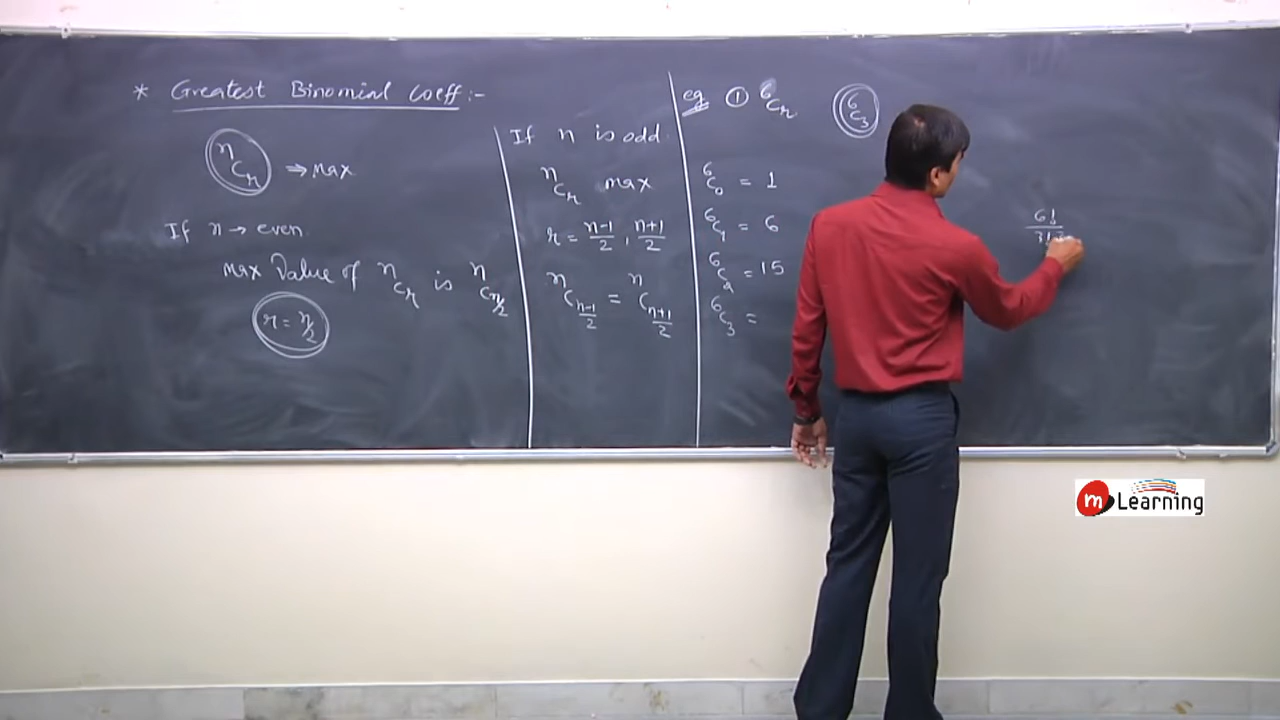 * Greatest Binomial Coeff:-
ⁿCᵣ ⇒ Max
If n → even
Max Value of ⁿCᵣ is ⁿC_{n/2}
r = n/2
If n is odd.
ⁿCᵣ max
r = (n-1)/2 , (n+1)/2
ⁿC_{(n-1)/2} = ⁿC_{(n+1)/2}
eg ① ⁶Cᵣ ⁶C₃
⁶C₀ = 1
⁶C₁ = 6
⁶C₂ = 15
⁶C₃ =
6!
3!
m Learning